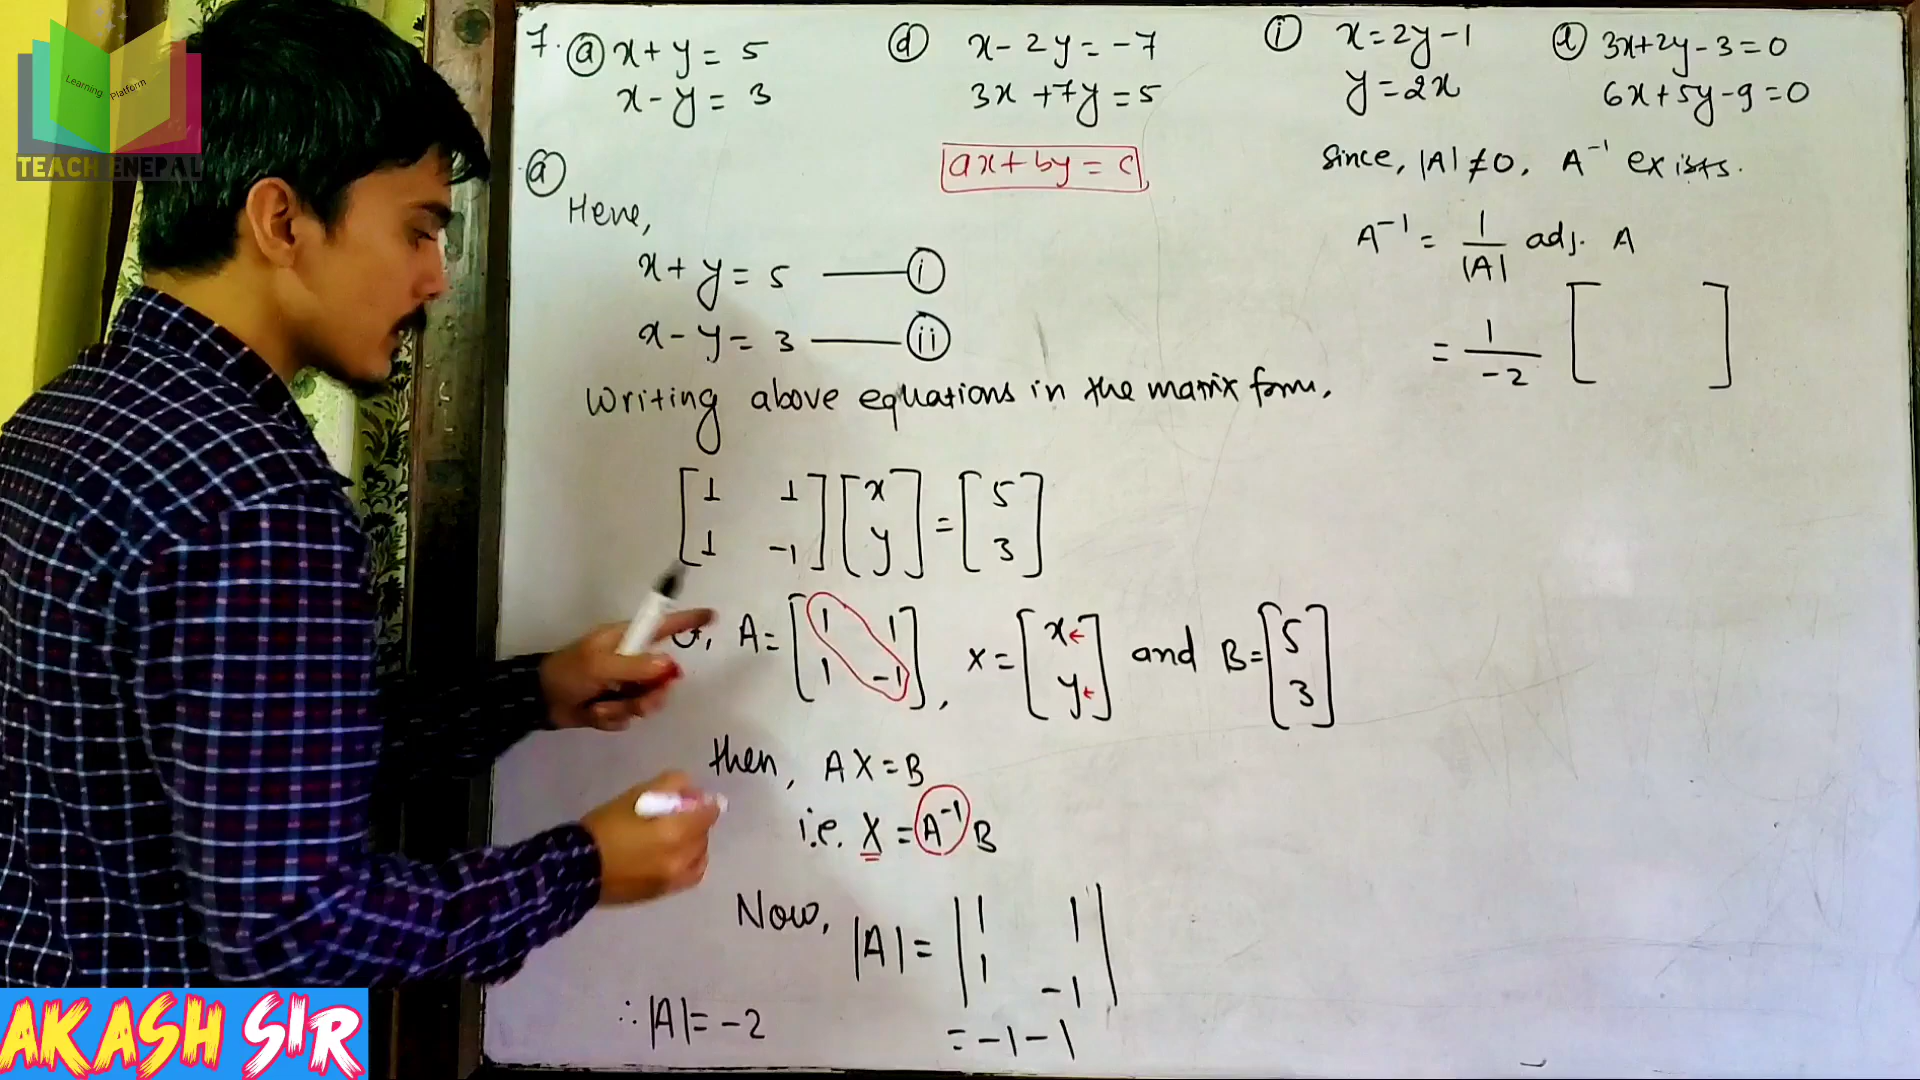 Learning Platform
TEACH ENEPAL
7. ⓐ x + y = 5
x - y = 3
ⓓ x - 2y = -7
3x + 7y = 5
ⓘ x = 2y - 1
y = 2x
ⓛ 3x + 2y - 3 = 0
6x + 5y - 9 = 0
ⓐ
Here,
ax + by = c
x + y = 5 —— ⓘ
x - y = 3 —— (ii)
Writing above equations in the matrix form,
[1 1
1 -1] [x
y] = [5
3]
A = [1 1
1 -1], X = [x ←
y ←] and B = [5
3]
then, AX = B
i.e. X = A⁻¹ B
Now, |A| = |1 1
1 -1|
= -1 - 1
∴ |A| = -2
Since, |A| ≠ 0, A⁻¹ exists.
A⁻¹ = 1/|A| adj. A
= 1/-2 [ ]
AKASH SIR